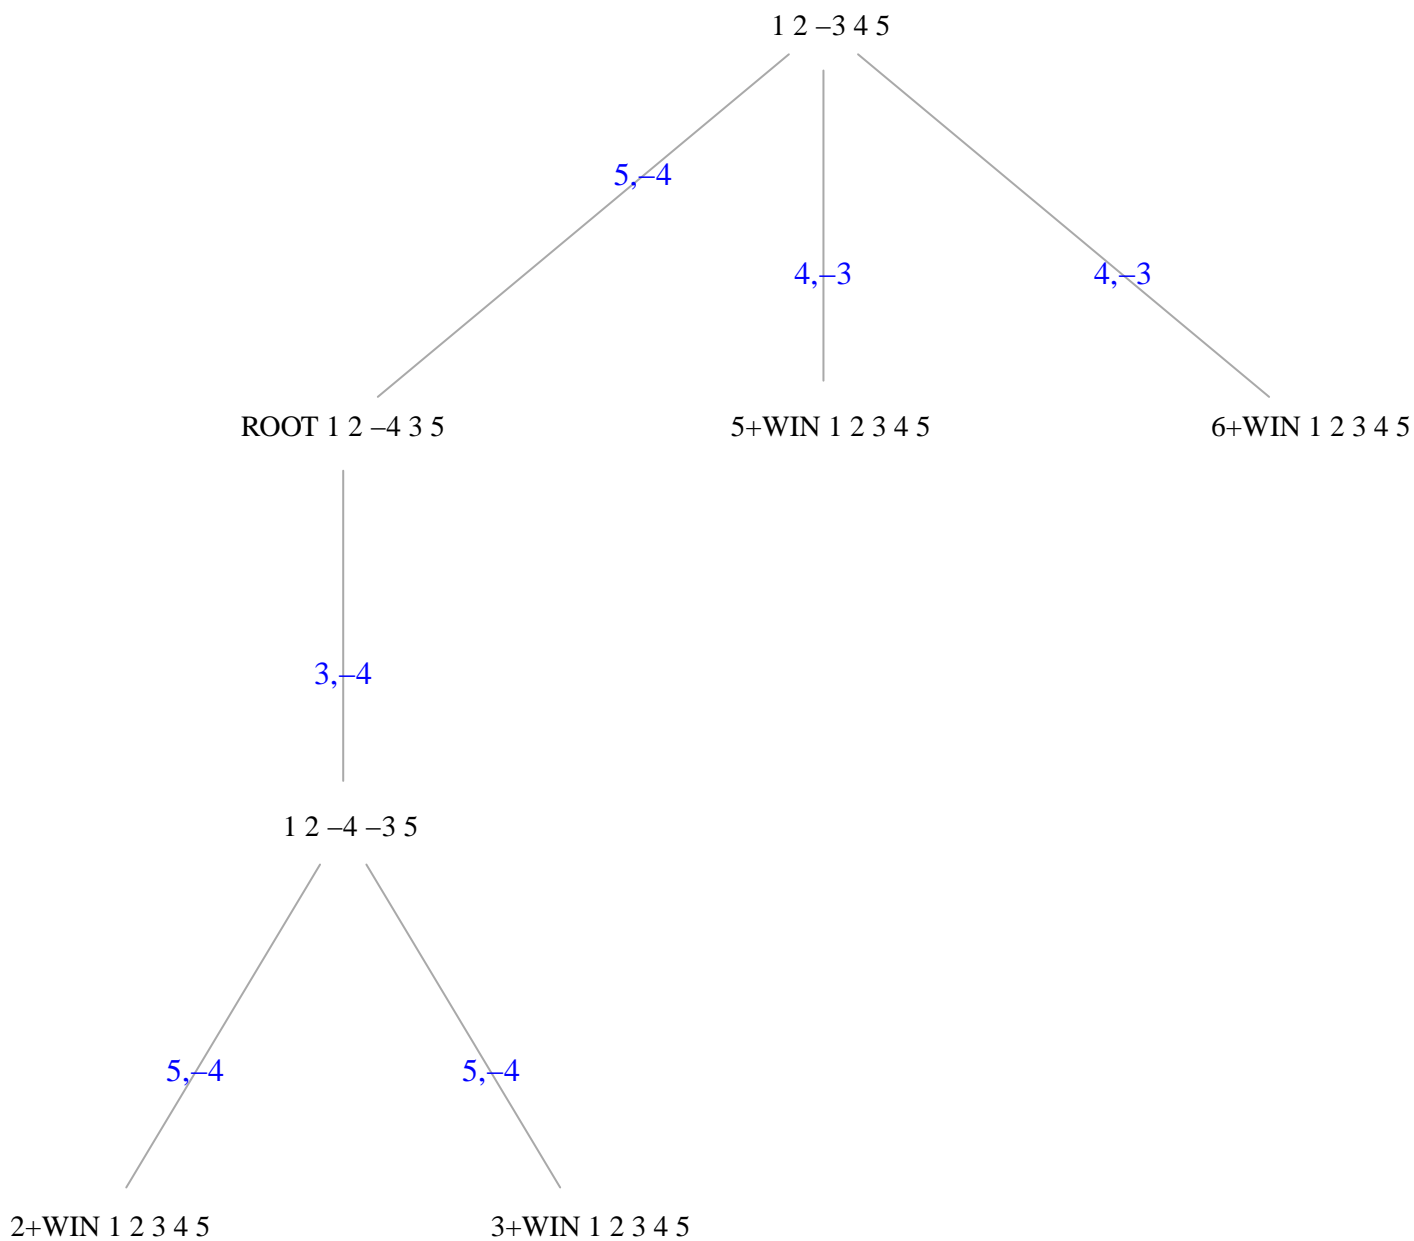 1 2 –3 4 5
5,–4
4,–3
4,–3
ROOT 1 2 –4 3 5
5+WIN 1 2 3 4 5
6+WIN 1 2 3 4 5
3,–4
1 2 –4 –3 5
5,–4
5,–4
2+WIN 1 2 3 4 5
3+WIN 1 2 3 4 5